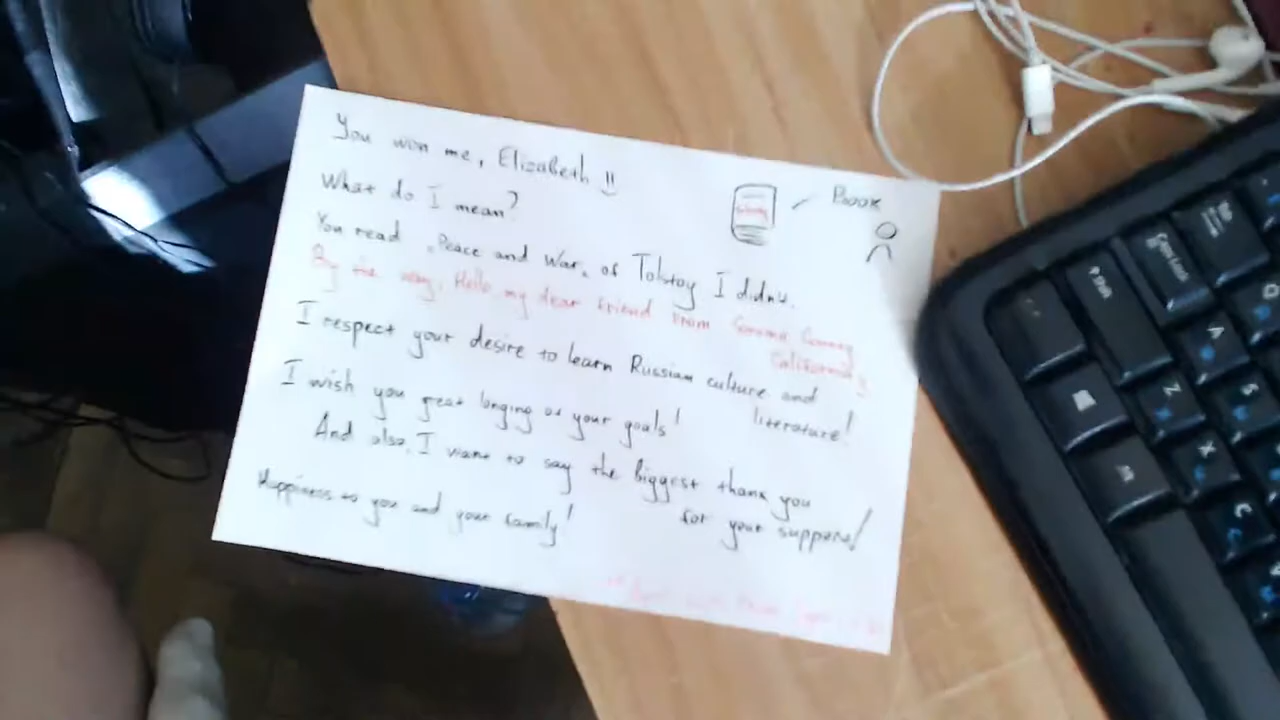 You won me, Elizabeth!!
What do I mean?
Book
You read „Peace and War„ of Tolstoy I didn't.
By the way, Hello, my dear friend from
California
I respect your desire to learn Russian culture and
literature!
I wish you great longing of your goals!
And also, I want to say the biggest thank you
for your support!
Happiness to you and your family!
A
Z
S
X
C